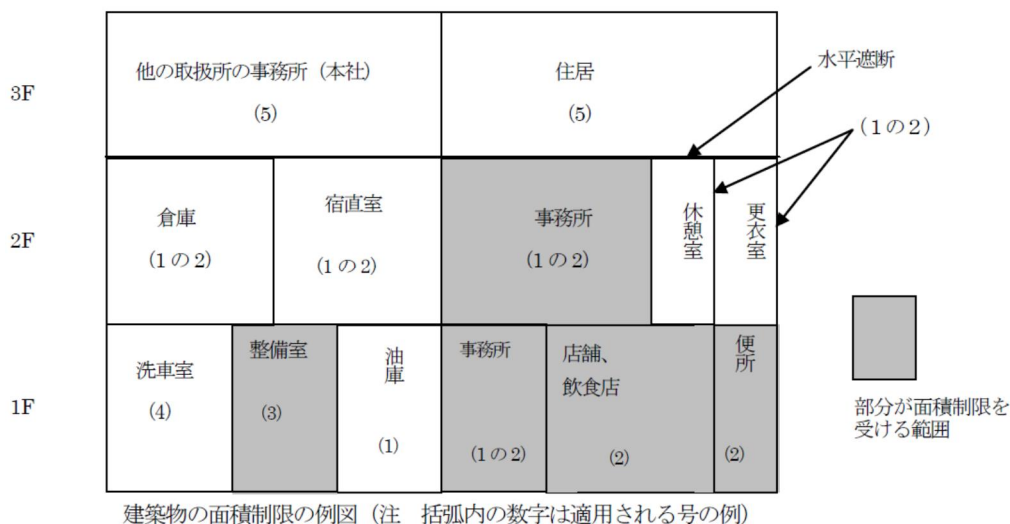 3F
他の取扱所の事務所(本社)
(5)
住居
(5)
水平遮断
(1の2)
2F
倉庫
(1の2)
宿直室
(1の2)
事務所
(1の2)
休憩室
更衣室
1F
洗車室
(4)
整備室
(3)
油庫
(1)
事務所
(1の2)
店舗、
飲食店
(2)
便所
(2)
部分が面積制限を
受ける範囲
建築物の面積制限の例図(注 括弧内の数字は適用される号の例)